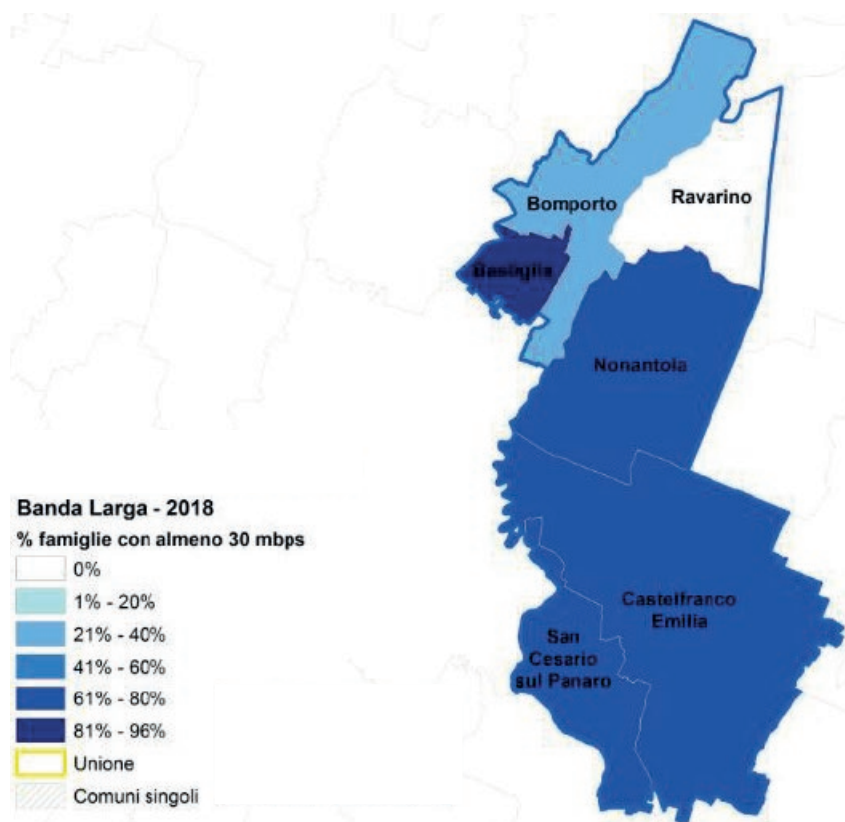 Bomporto
Ravarino
Bastiglia
Nonantola
Castelfranco
Emilia
San
Cesario
sul Panaro
Banda Larga - 2018
% famiglie con almeno 30 mbps
0%
1% - 20%
21% - 40%
41% - 60%
61% - 80%
81% - 96%
Unione
Comuni singoli